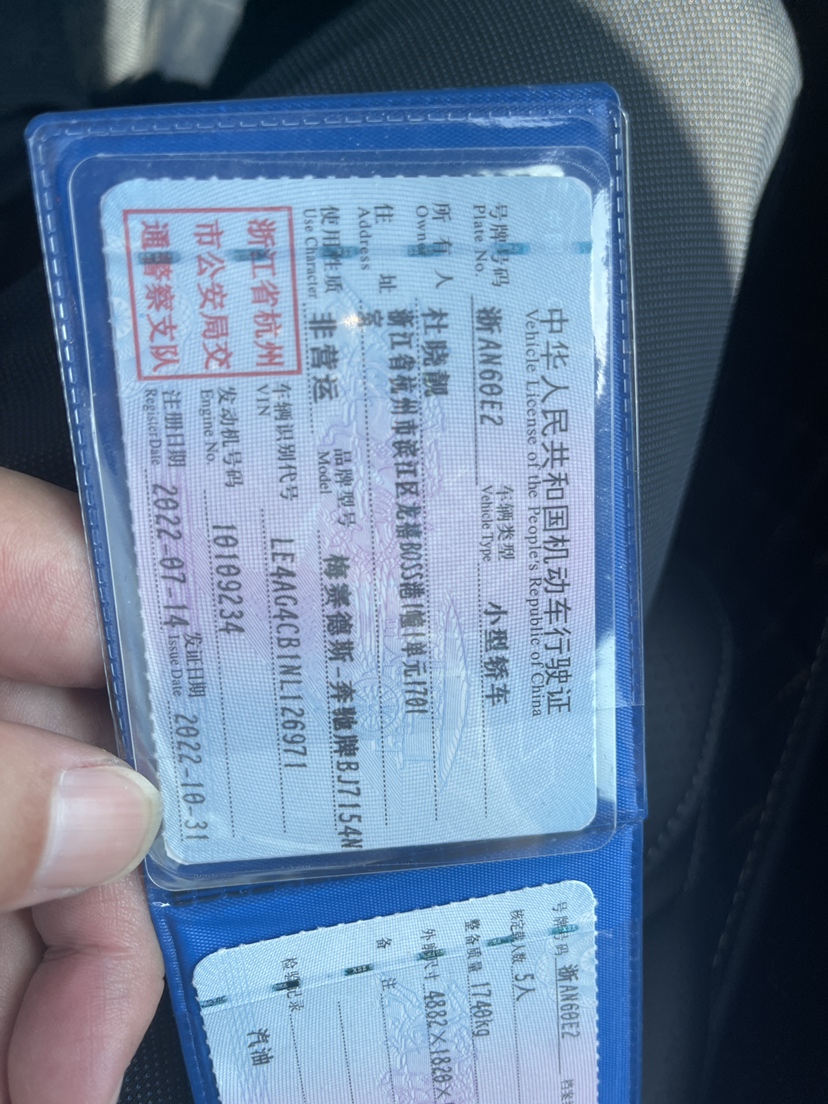 中华人民共和国机动车行驶证
Vehicle License of the People's Republic of China
号牌号码 浙AN60E2 车辆类型 小型轿车
Plate No. Vehicle Type
所有人 杜晓靓
Owner
住址 浙江省杭州市滨江区龙禧BOSS港1幢1单元1701
Address 室
使用性质 非营运 品牌型号 梅赛德斯-奔驰牌BJ7154N
Use Character Model
浙江省杭州
市公安局交
通警察支队
车辆识别代号 LE4AG4CB1NL126971
VIN
发动机号码 10109234
Engine No.
注册日期 2022-07-14 发证日期 2022-10-31
Register Date Issue Date
号牌号码 浙AN60E2
核定载人数 5人
整备质量 1740kg
外廓尺寸 4882×1820×
备注
检验记录
汽油